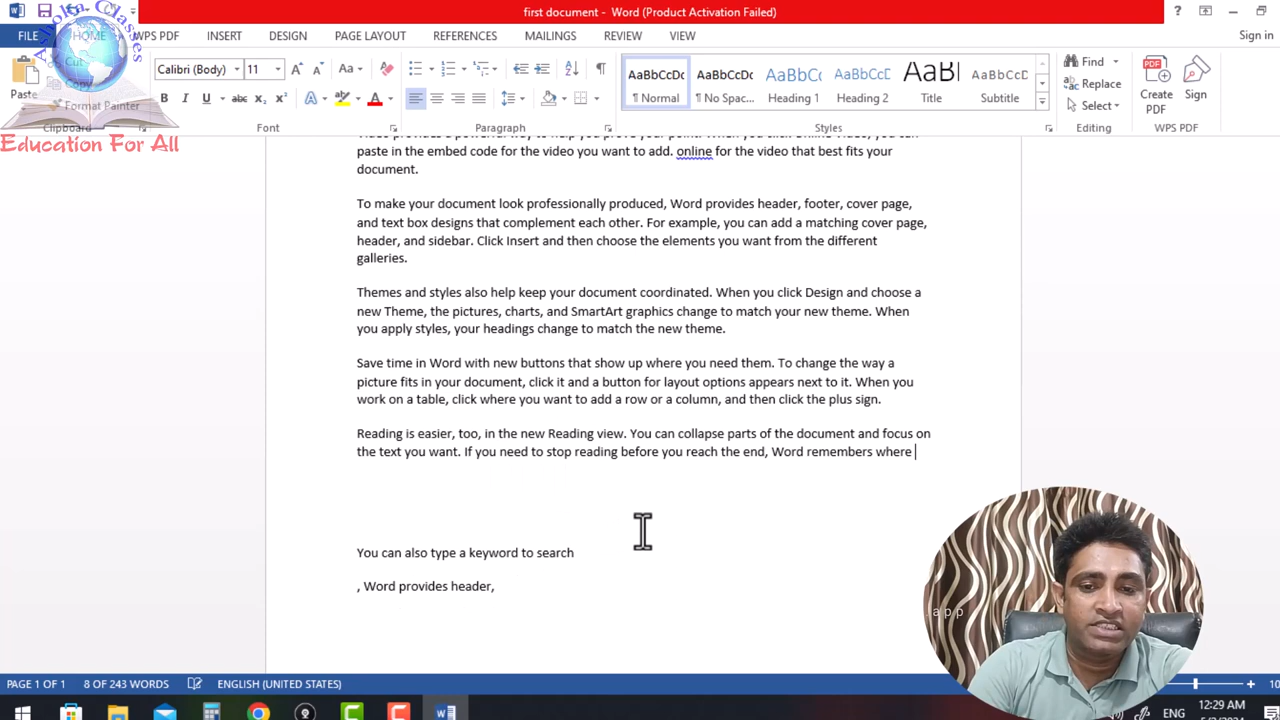 first document - Word (Product Activation Failed)
Sign in
FILE HOME WPS PDF INSERT DESIGN PAGE LAYOUT REFERENCES MAILINGS REVIEW VIEW
Ashoka Classes
Education For All
Cut
Copy
Paste Format Painter
Calibri (Body) 11
AaBbCcDc AaBbCcDc AaBbCc AaBbCc AaBl AaBbCcDc
¶ Normal ¶ No Spac... Heading 1 Heading 2 Title Subtitle
Find
Replace
Select
Create PDF
Sign
Clipboard Font Paragraph Styles Editing WPS PDF
paste in the embed code for the video you want to add. online for the video that best fits your
document.
To make your document look professionally produced, Word provides header, footer, cover page,
and text box designs that complement each other. For example, you can add a matching cover page,
header, and sidebar. Click Insert and then choose the elements you want from the different
galleries.
Themes and styles also help keep your document coordinated. When you click Design and choose a
new Theme, the pictures, charts, and SmartArt graphics change to match your new theme. When
you apply styles, your headings change to match the new theme.
Save time in Word with new buttons that show up where you need them. To change the way a
picture fits in your document, click it and a button for layout options appears next to it. When you
work on a table, click where you want to add a row or a column, and then click the plus sign.
Reading is easier, too, in the new Reading view. You can collapse parts of the document and focus on
the text you want. If you need to stop reading before you reach the end, Word remembers where
You can also type a keyword to search
, Word provides header,
a p p
PAGE 1 OF 1 8 OF 243 WORDS ENGLISH (UNITED STATES) 10
ENG 12:29 AM